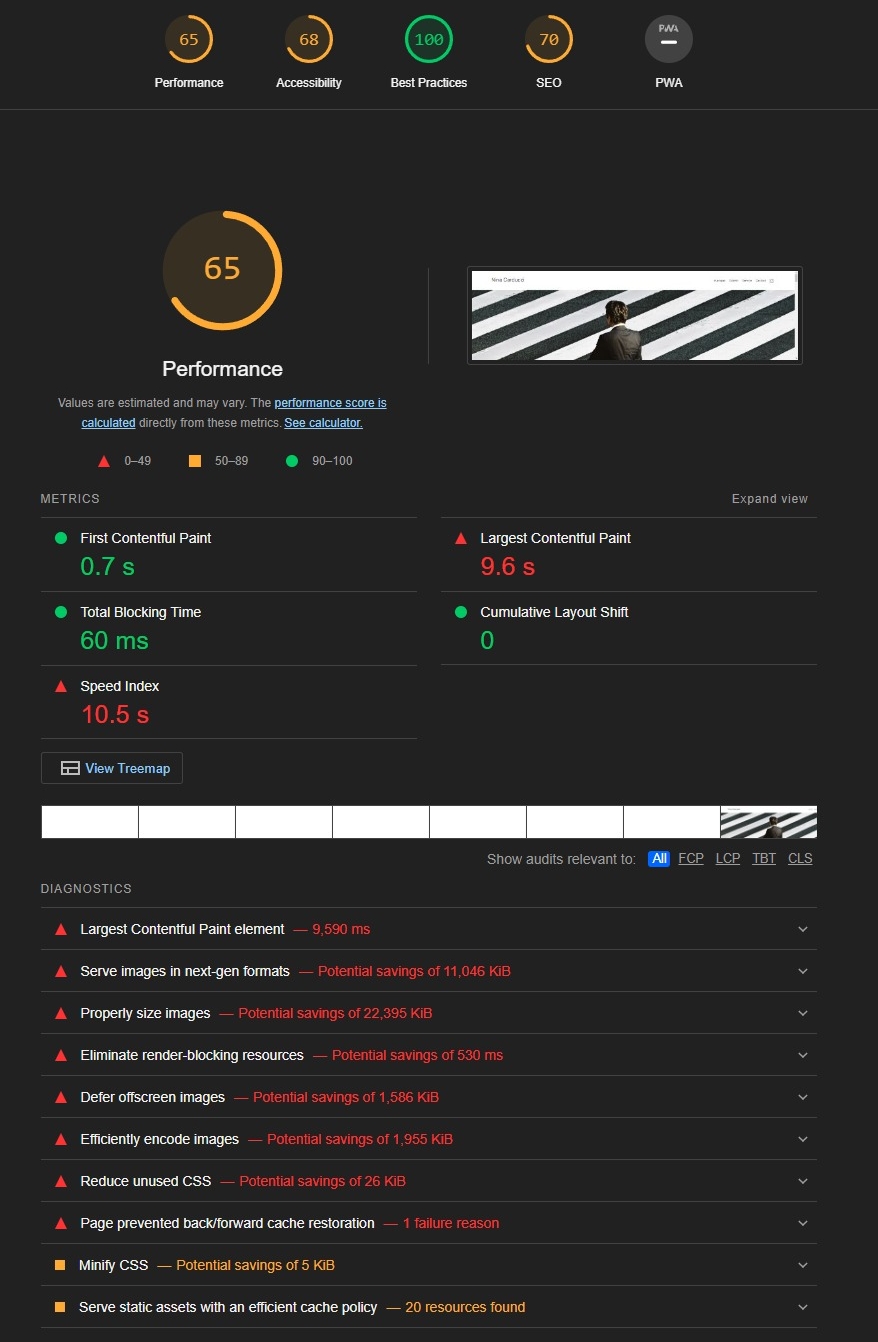 65 68 100 70 PWA
Performance Accessibility Best Practices SEO PWA
65
Nina Carducci
Performance
Values are estimated and may vary. The performance score is
calculated directly from these metrics. See calculator.
0–49 50–89 90–100
METRICS Expand view
First Contentful Paint
0.7 s
Largest Contentful Paint
9.6 s
Total Blocking Time
60 ms
Cumulative Layout Shift
0
Speed Index
10.5 s
View Treemap
Show audits relevant to: All FCP LCP TBT CLS
DIAGNOSTICS
Largest Contentful Paint element — 9,590 ms
Serve images in next-gen formats — Potential savings of 11,046 KiB
Properly size images — Potential savings of 22,395 KiB
Eliminate render-blocking resources — Potential savings of 530 ms
Defer offscreen images — Potential savings of 1,586 KiB
Efficiently encode images — Potential savings of 1,955 KiB
Reduce unused CSS — Potential savings of 26 KiB
Page prevented back/forward cache restoration — 1 failure reason
Minify CSS — Potential savings of 5 KiB
Serve static assets with an efficient cache policy — 20 resources found